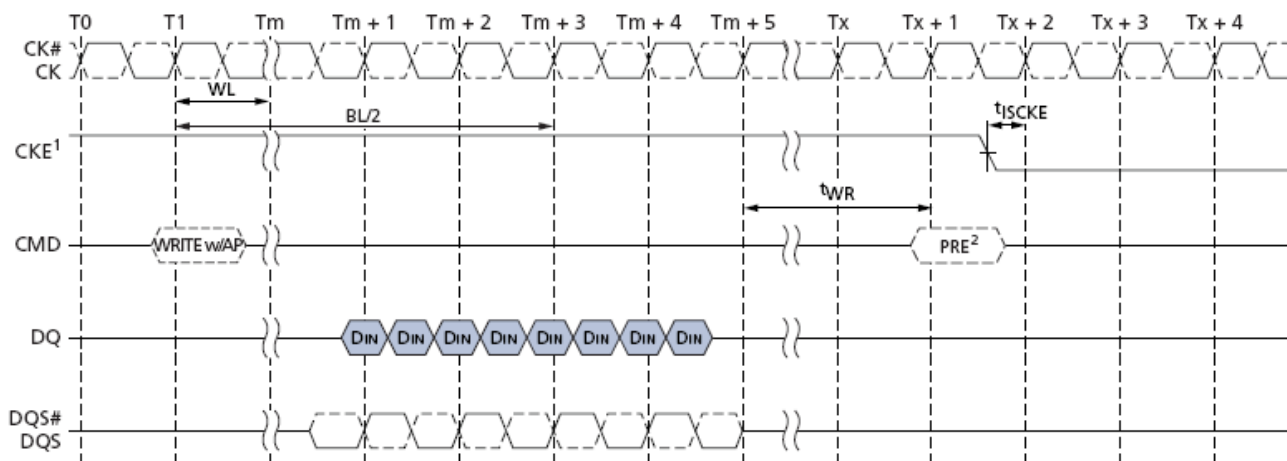 T0 T1 Tm Tm + 1 Tm + 2 Tm + 3 Tm + 4 Tm + 5 Tx Tx + 1 Tx + 2 Tx + 3 Tx + 4
CK#
CK
WL
BL/2
tISCKE
CKE1
tWR
CMD WRITE w/AP PRE2
DQ DIN DIN DIN DIN DIN DIN DIN DIN
DQS#
DQS